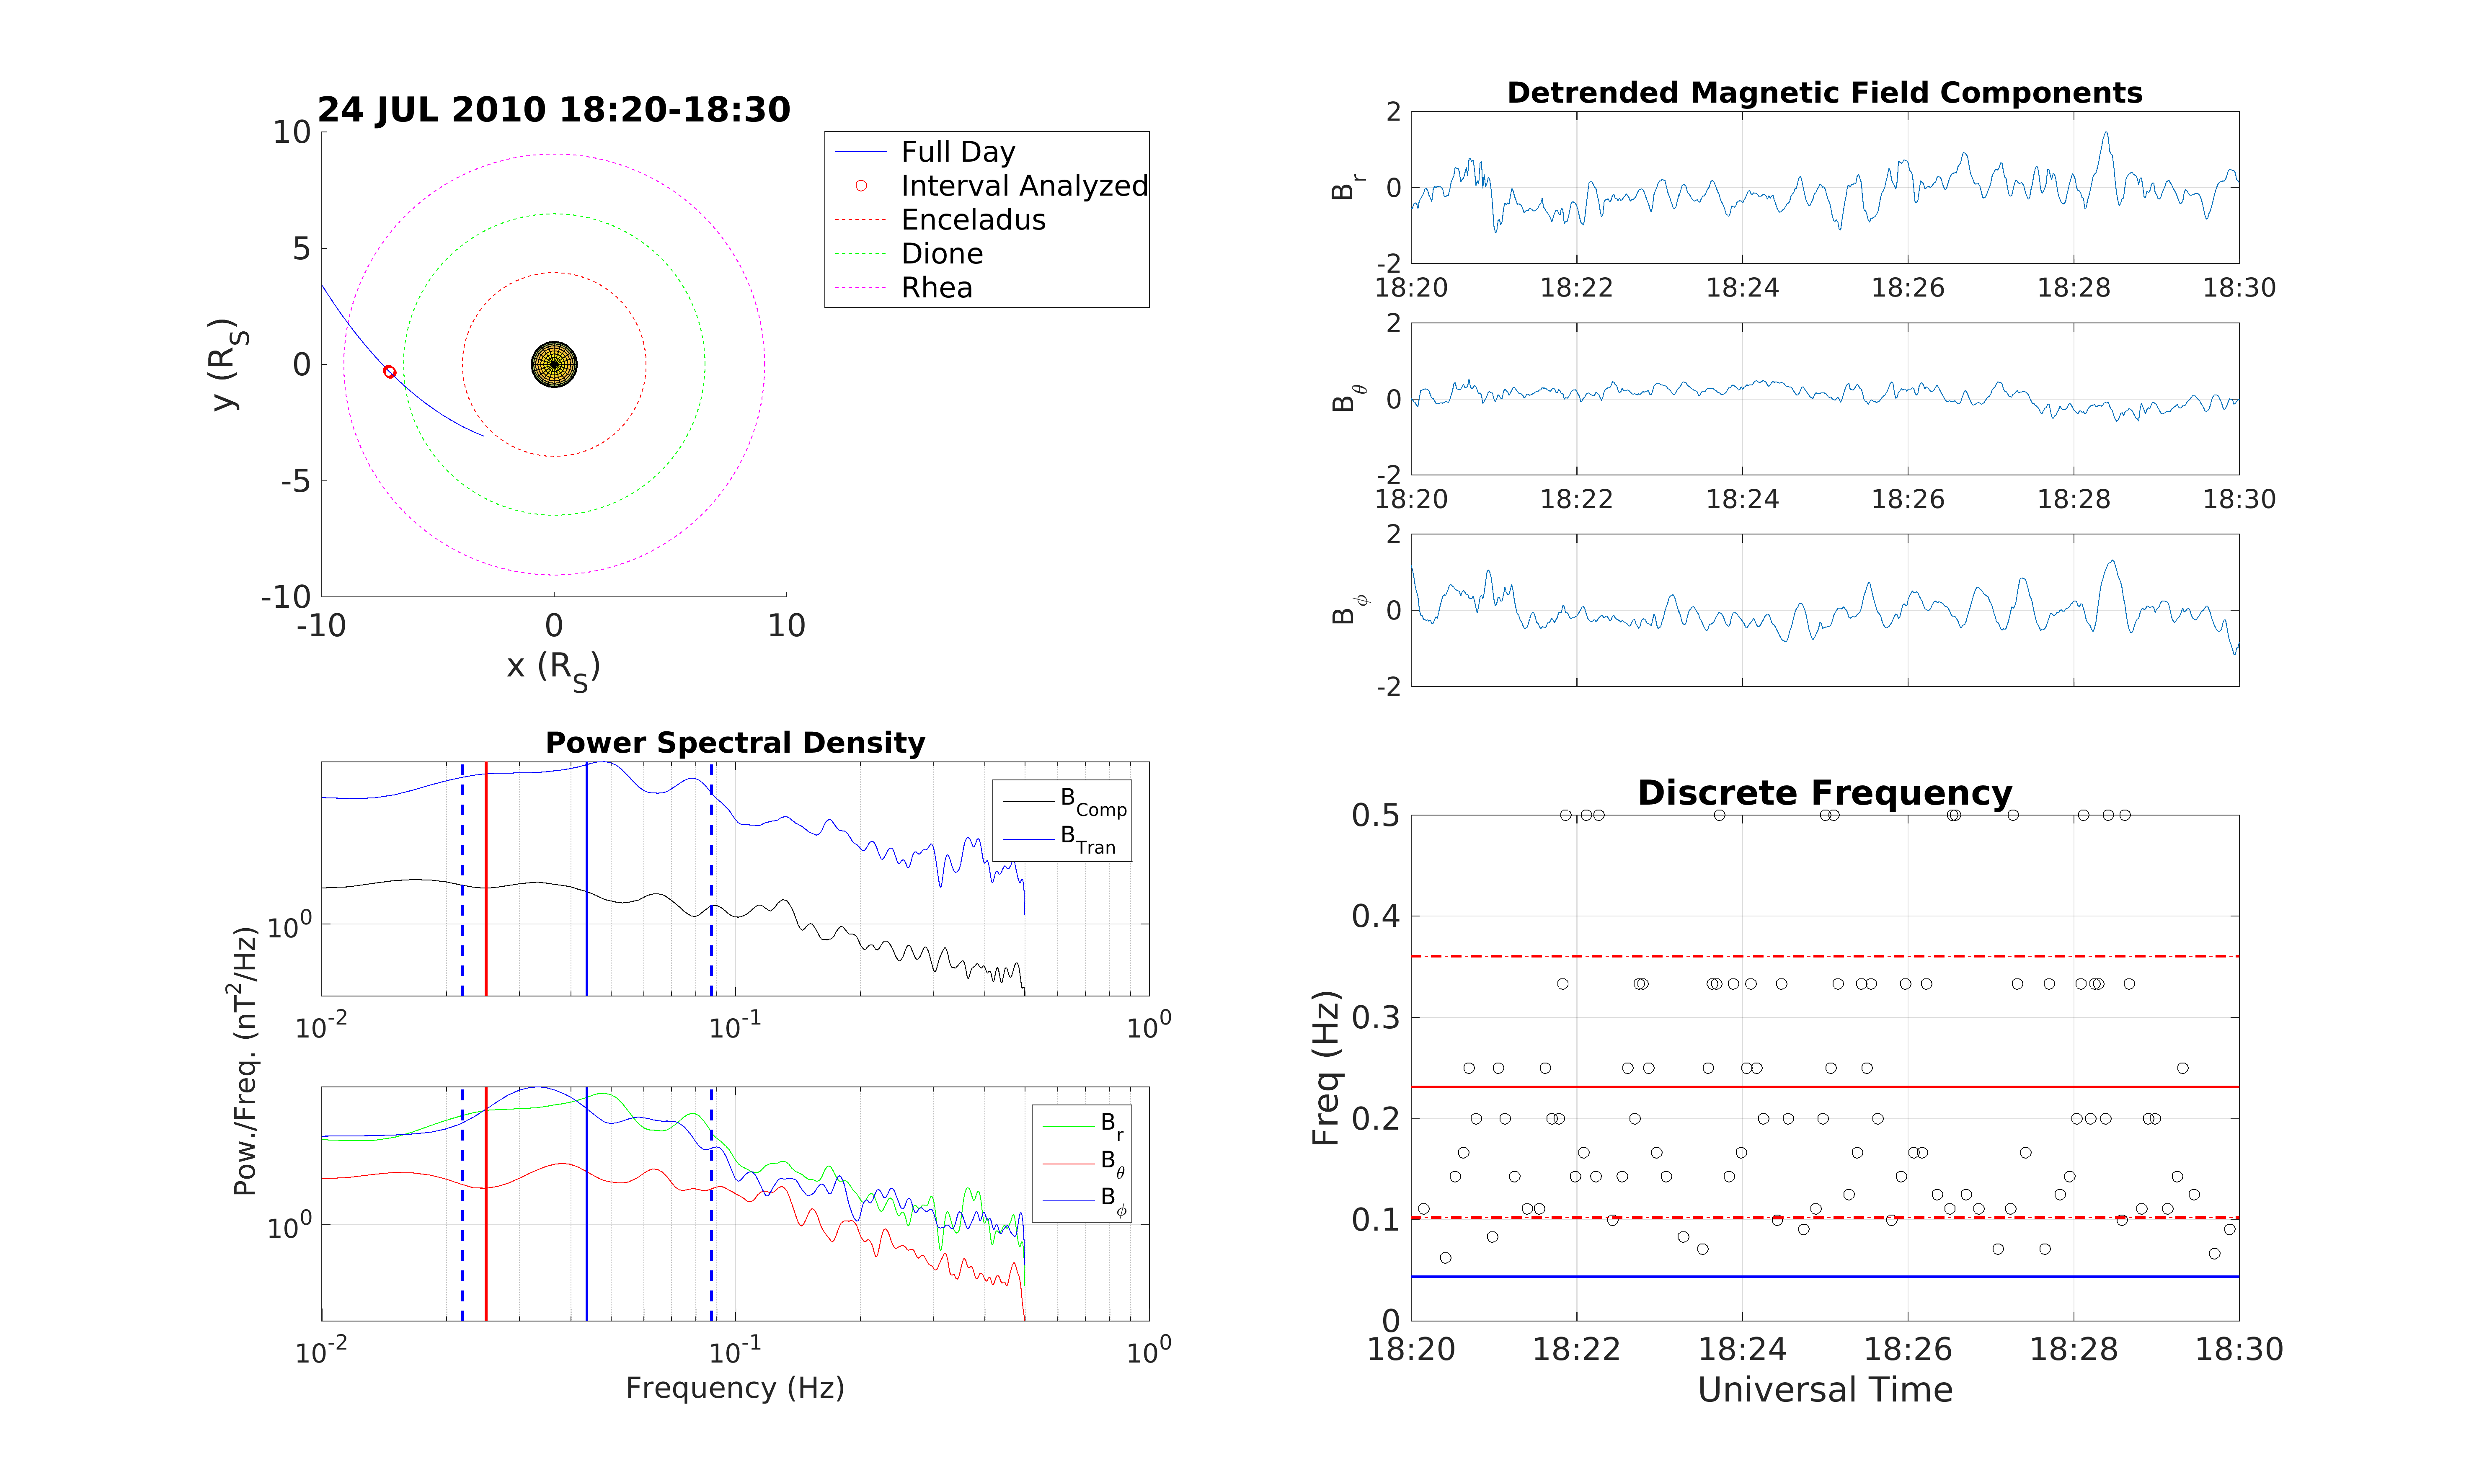 24 JUL 2010 18:20-18:30
10
5
0
-5
-10
y (R_S)
-10 0 10
x (R_S)
Full Day
Interval Analyzed
Enceladus
Dione
Rhea
Detrended Magnetic Field Components
2
0
-2
B_r
18:20 18:22 18:24 18:26 18:28 18:30
2
0
-2
B_θ
18:20 18:22 18:24 18:26 18:28 18:30
2
0
-2
B_ϕ
Power Spectral Density
B_Comp
B_Tran
10^0
10^-2 10^-1 10^0
Pow./Freq. (nT^2/Hz)
B_r
B_θ
B_ϕ
10^0
10^-2 10^-1 10^0
Frequency (Hz)
Discrete Frequency
0.5
0.4
0.3
0.2
0.1
0
Freq (Hz)
18:20 18:22 18:24 18:26 18:28 18:30
Universal Time